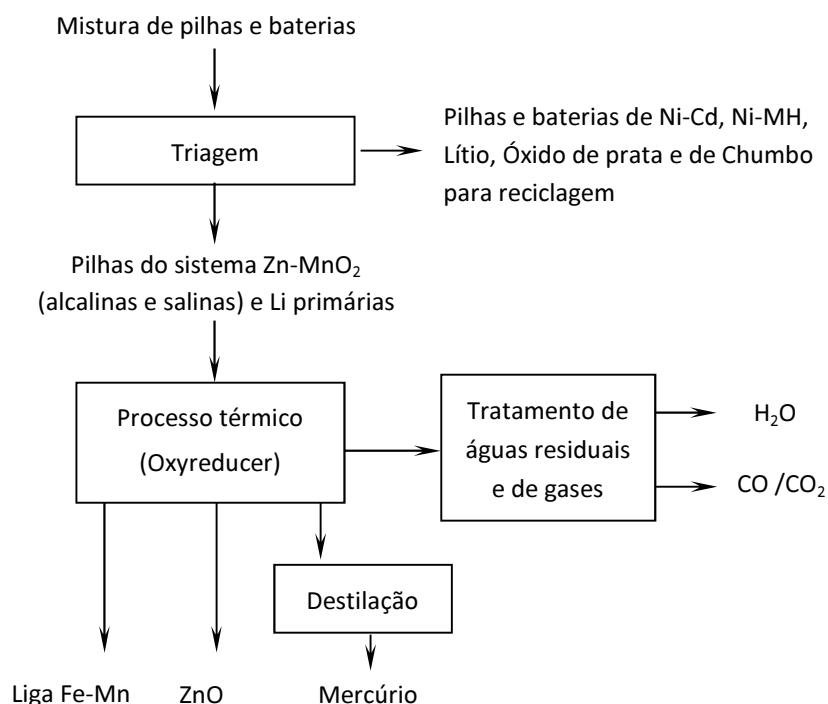 Mistura de pilhas e baterias
Triagem
Pilhas e baterias de Ni-Cd, Ni-MH,
Lítio, Óxido de prata e de Chumbo
para reciclagem
Pilhas do sistema Zn-MnO₂
(alcalinas e salinas) e Li primárias
Processo térmico
(Oxyreducer)
Tratamento de
águas residuais
e de gases
H₂O
CO /CO₂
Destilação
Liga Fe-Mn
ZnO
Mercúrio